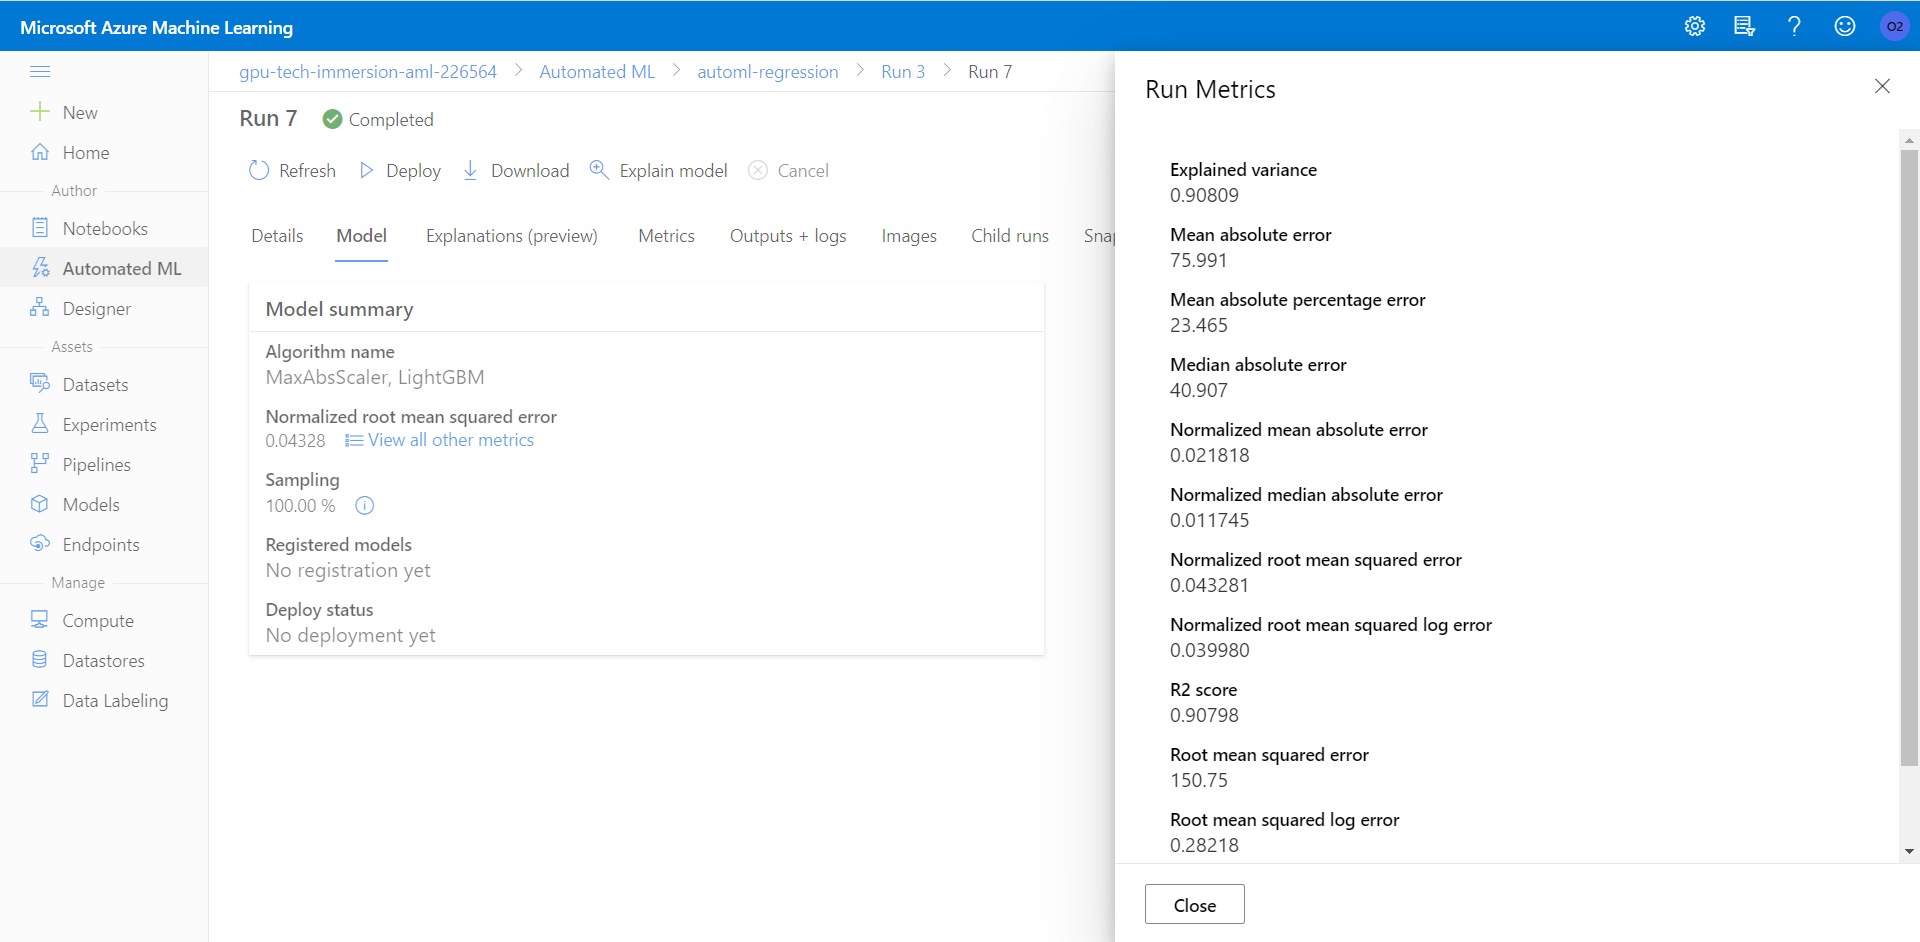 Microsoft Azure Machine Learning
O2
New
Home
Author
Notebooks
Automated ML
Designer
Assets
Datasets
Experiments
Pipelines
Models
Endpoints
Manage
Compute
Datastores
Data Labeling
gpu-tech-immersion-aml-226564 > Automated ML > automl-regression > Run 3 > Run 7
Run 7 Completed
Refresh Deploy Download Explain model Cancel
Details Model Explanations (preview) Metrics Outputs + logs Images Child runs Snap
Model summary
Algorithm name
MaxAbsScaler, LightGBM
Normalized root mean squared error
0.04328 View all other metrics
Sampling
100.00 %
Registered models
No registration yet
Deploy status
No deployment yet
Run Metrics
Explained variance
0.90809
Mean absolute error
75.991
Mean absolute percentage error
23.465
Median absolute error
40.907
Normalized mean absolute error
0.021818
Normalized median absolute error
0.011745
Normalized root mean squared error
0.043281
Normalized root mean squared log error
0.039980
R2 score
0.90798
Root mean squared error
150.75
Root mean squared log error
0.28218
Close